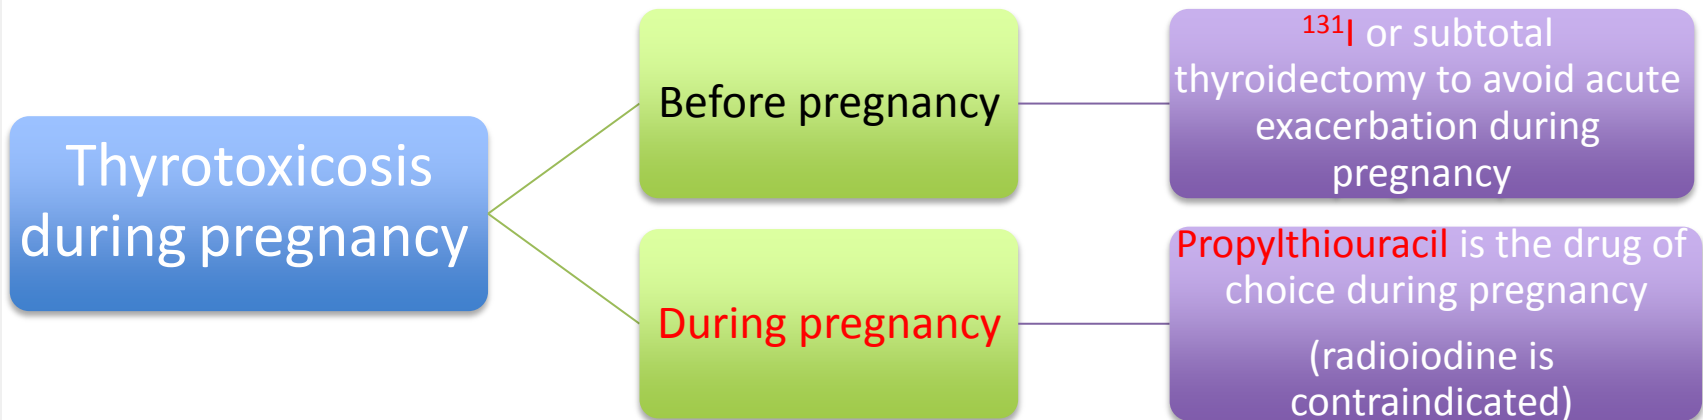 Thyrotoxicosis
during pregnancy
Before pregnancy
¹³¹I or subtotal
thyroidectomy to avoid acute
exacerbation during
pregnancy
During pregnancy
Propylthiouracil is the drug of
choice during pregnancy
(radioiodine is
contraindicated)